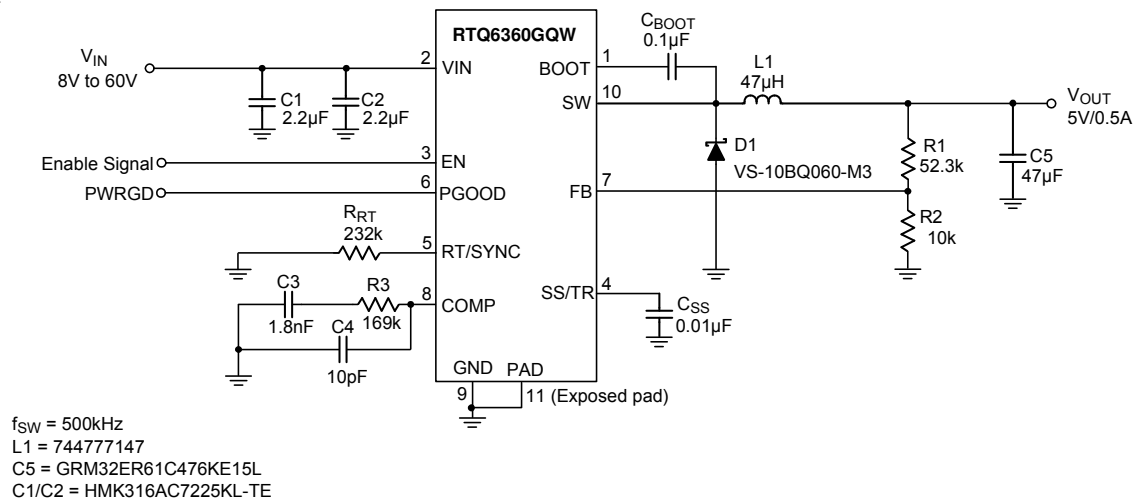 RTQ6360GQW
V_IN
8V to 60V
2
VIN
C1
2.2µF
C2
2.2µF
Enable Signal
3
EN
PWRGD
6
PGOOD
R_RT
232k
5
RT/SYNC
C3
1.8nF
R3
169k
8
COMP
C4
10pF
GND
PAD
9
11 (Exposed pad)
BOOT
1
C_BOOT
0.1µF
SW
10
L1
47µH
D1
VS-10BQ060-M3
V_OUT
5V/0.5A
R1
52.3k
C5
47µF
FB
7
R2
10k
SS/TR
4
C_SS
0.01µF
f_SW = 500kHz
L1 = 744777147
C5 = GRM32ER61C476KE15L
C1/C2 = HMK316AC7225KL-TE